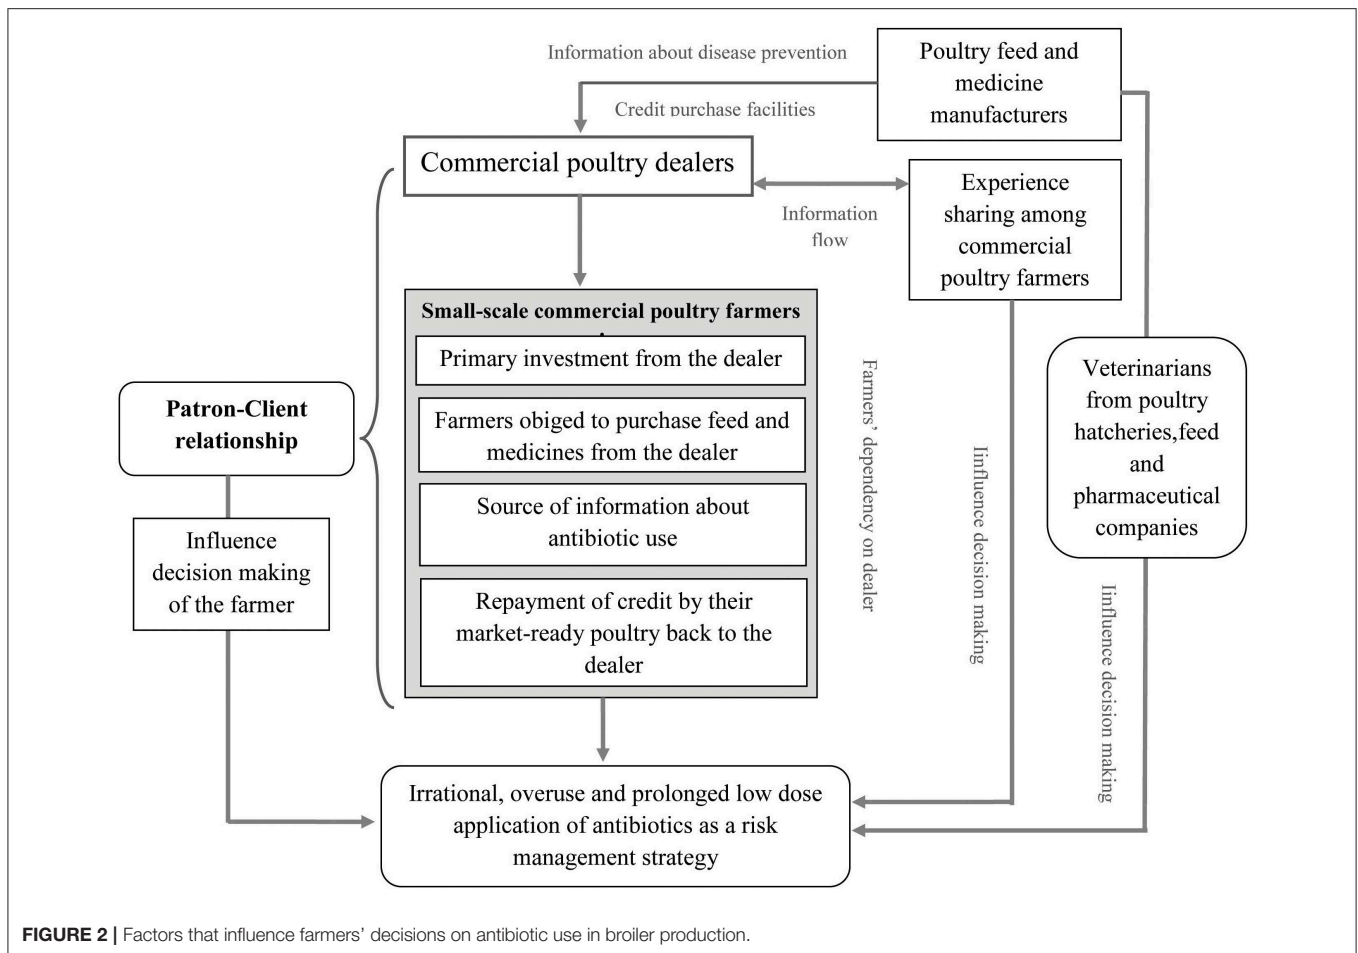 Information about disease prevention
Credit purchase facilities
Poultry feed and
medicine
manufacturers
Commercial poultry dealers
Information
flow
Experience
sharing among
commercial
poultry farmers
Small-scale commercial poultry farmers
Primary investment from the dealer
Farmers obiged to purchase feed and
medicines from the dealer
Source of information about
antibiotic use
Repayment of credit by their
market-ready poultry back to the
dealer
Farmers’ dependency on dealer
Patron-Client
relationship
Influence
decision making
of the farmer
Iinfluence decision making
Veterinarians
from poultry
hatcheries,feed
and
pharmaceutical
companies
Iinfluence decision making
Irrational, overuse and prolonged low dose
application of antibiotics as a risk
management strategy
FIGURE 2 | Factors that influence farmers’ decisions on antibiotic use in broiler production.